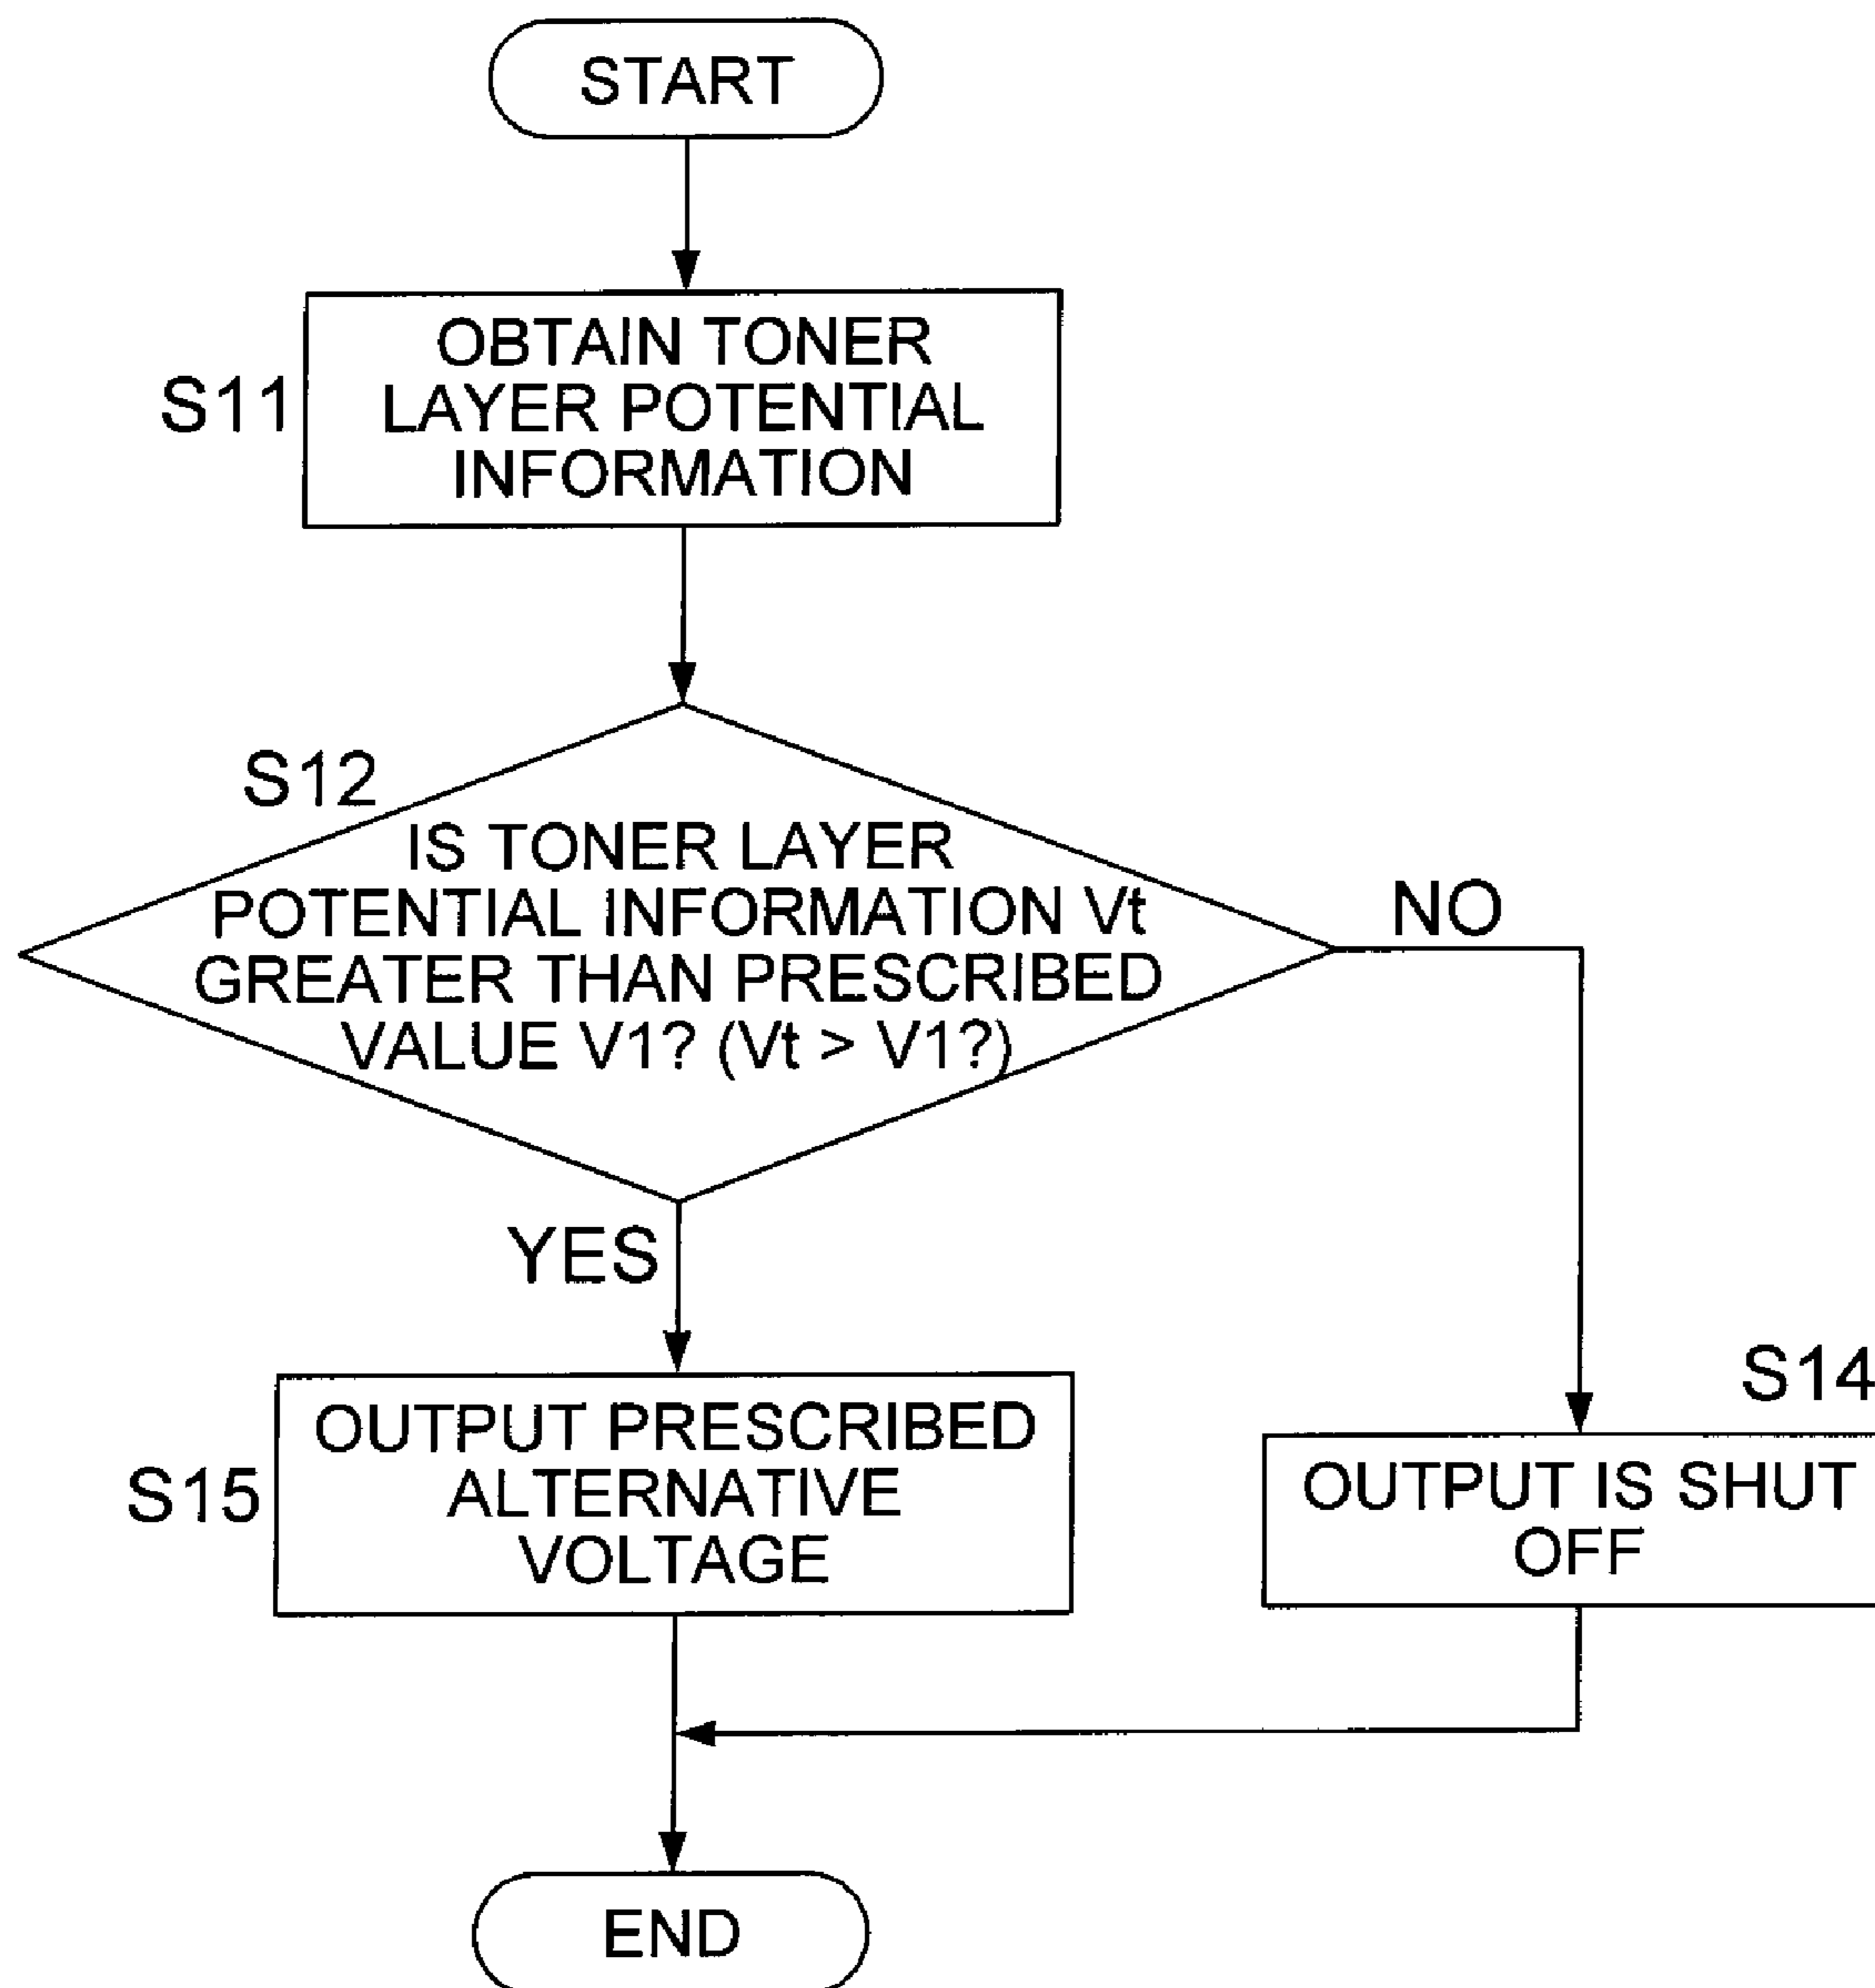 START
S11
OBTAIN TONER
LAYER POTENTIAL
INFORMATION
S12
IS TONER LAYER
POTENTIAL INFORMATION Vt
GREATER THAN PRESCRIBED
VALUE V1? (Vt > V1?)
NO
YES
S15
OUTPUT PRESCRIBED
ALTERNATIVE
VOLTAGE
S14
OUTPUT IS SHUT
OFF
END